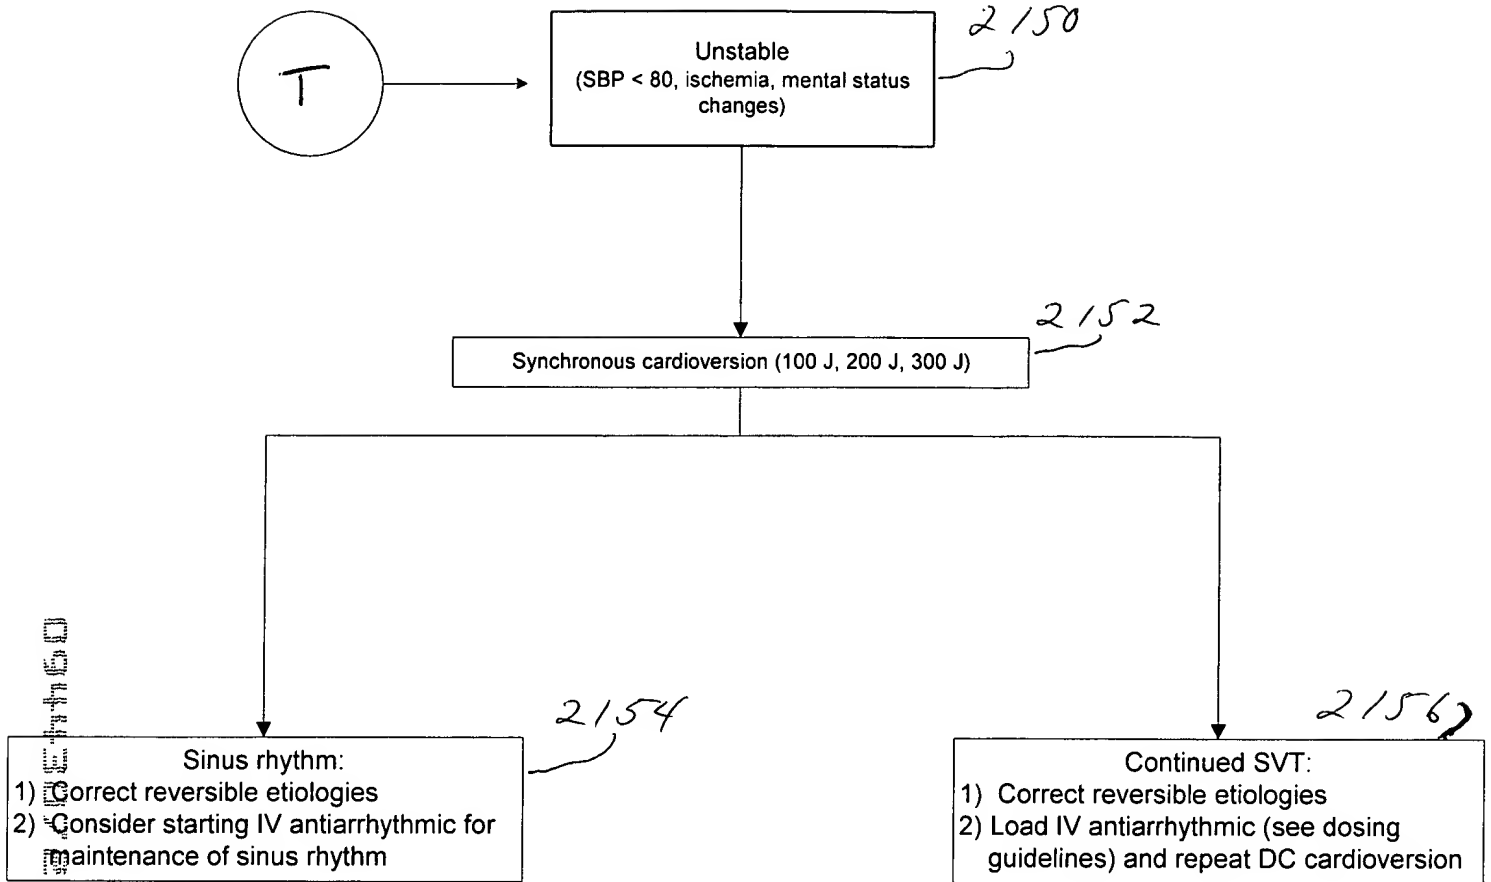 T
2150
Unstable
(SBP < 80, ischemia, mental status
changes)
2152
Synchronous cardioversion (100 J, 200 J, 300 J)
2154
Sinus rhythm:
1) Correct reversible etiologies
2) Consider starting IV antiarrhythmic for
maintenance of sinus rhythm
2156
Continued SVT:
1) Correct reversible etiologies
2) Load IV antiarrhythmic (see dosing
guidelines) and repeat DC cardioversion